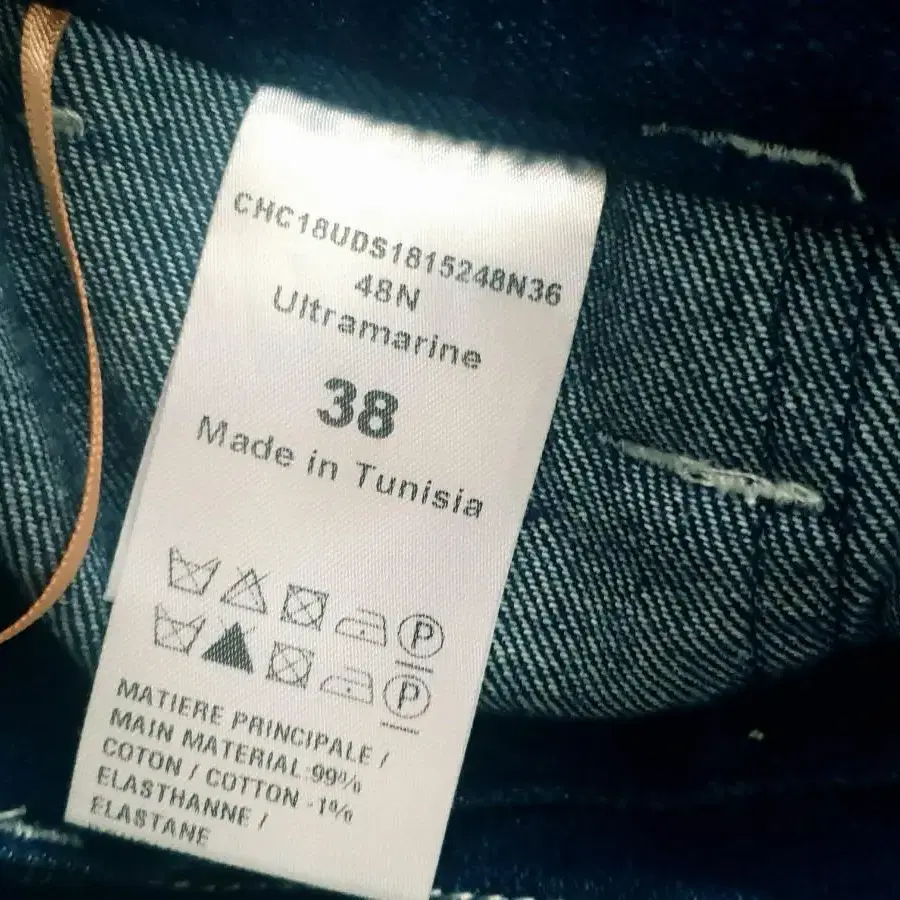 CHC18UDS1815248N36
48N
Ultramarine
38
Made in Tunisia
P
P
MATIERE PRINCIPALE /
MAIN MATERIAL:99%
COTON / COTTON -1%
ELASTHANNE /
ELASTANE